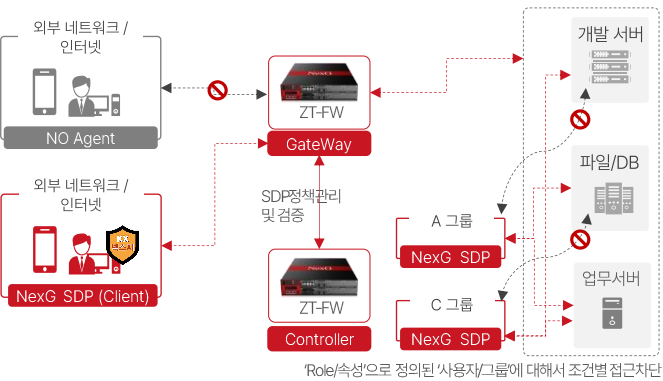 외부 네트워크 /
인터넷
NO Agent
외부 네트워크 /
인터넷
NexG SDP (Client)
NexG
ZT-FW
GateWay
SDP정책관리
및 검증
NexG
ZT-FW
Controller
A 그룹
NexG SDP
C 그룹
NexG SDP
개발 서버
파일/DB
업무서버
'Role/속성'으로 정의된 '사용자/그룹'에 대해서 조건별 접근차단